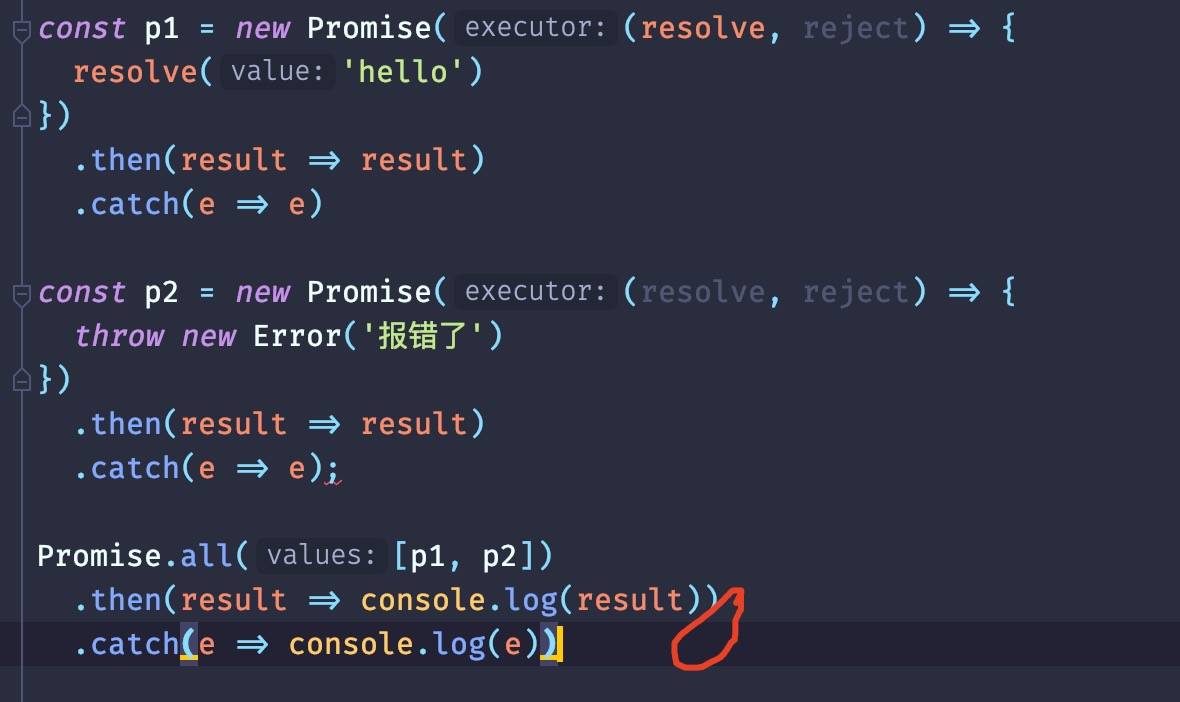 const p1 = new Promise( executor: (resolve, reject) => {
  resolve( value: 'hello')
})
  .then(result => result)
  .catch(e => e)
const p2 = new Promise( executor: (resolve, reject) => {
  throw new Error('报错了')
})
  .then(result => result)
  .catch(e => e);
Promise.all( values: [p1, p2])
  .then(result => console.log(result))
  .catch(e => console.log(e))